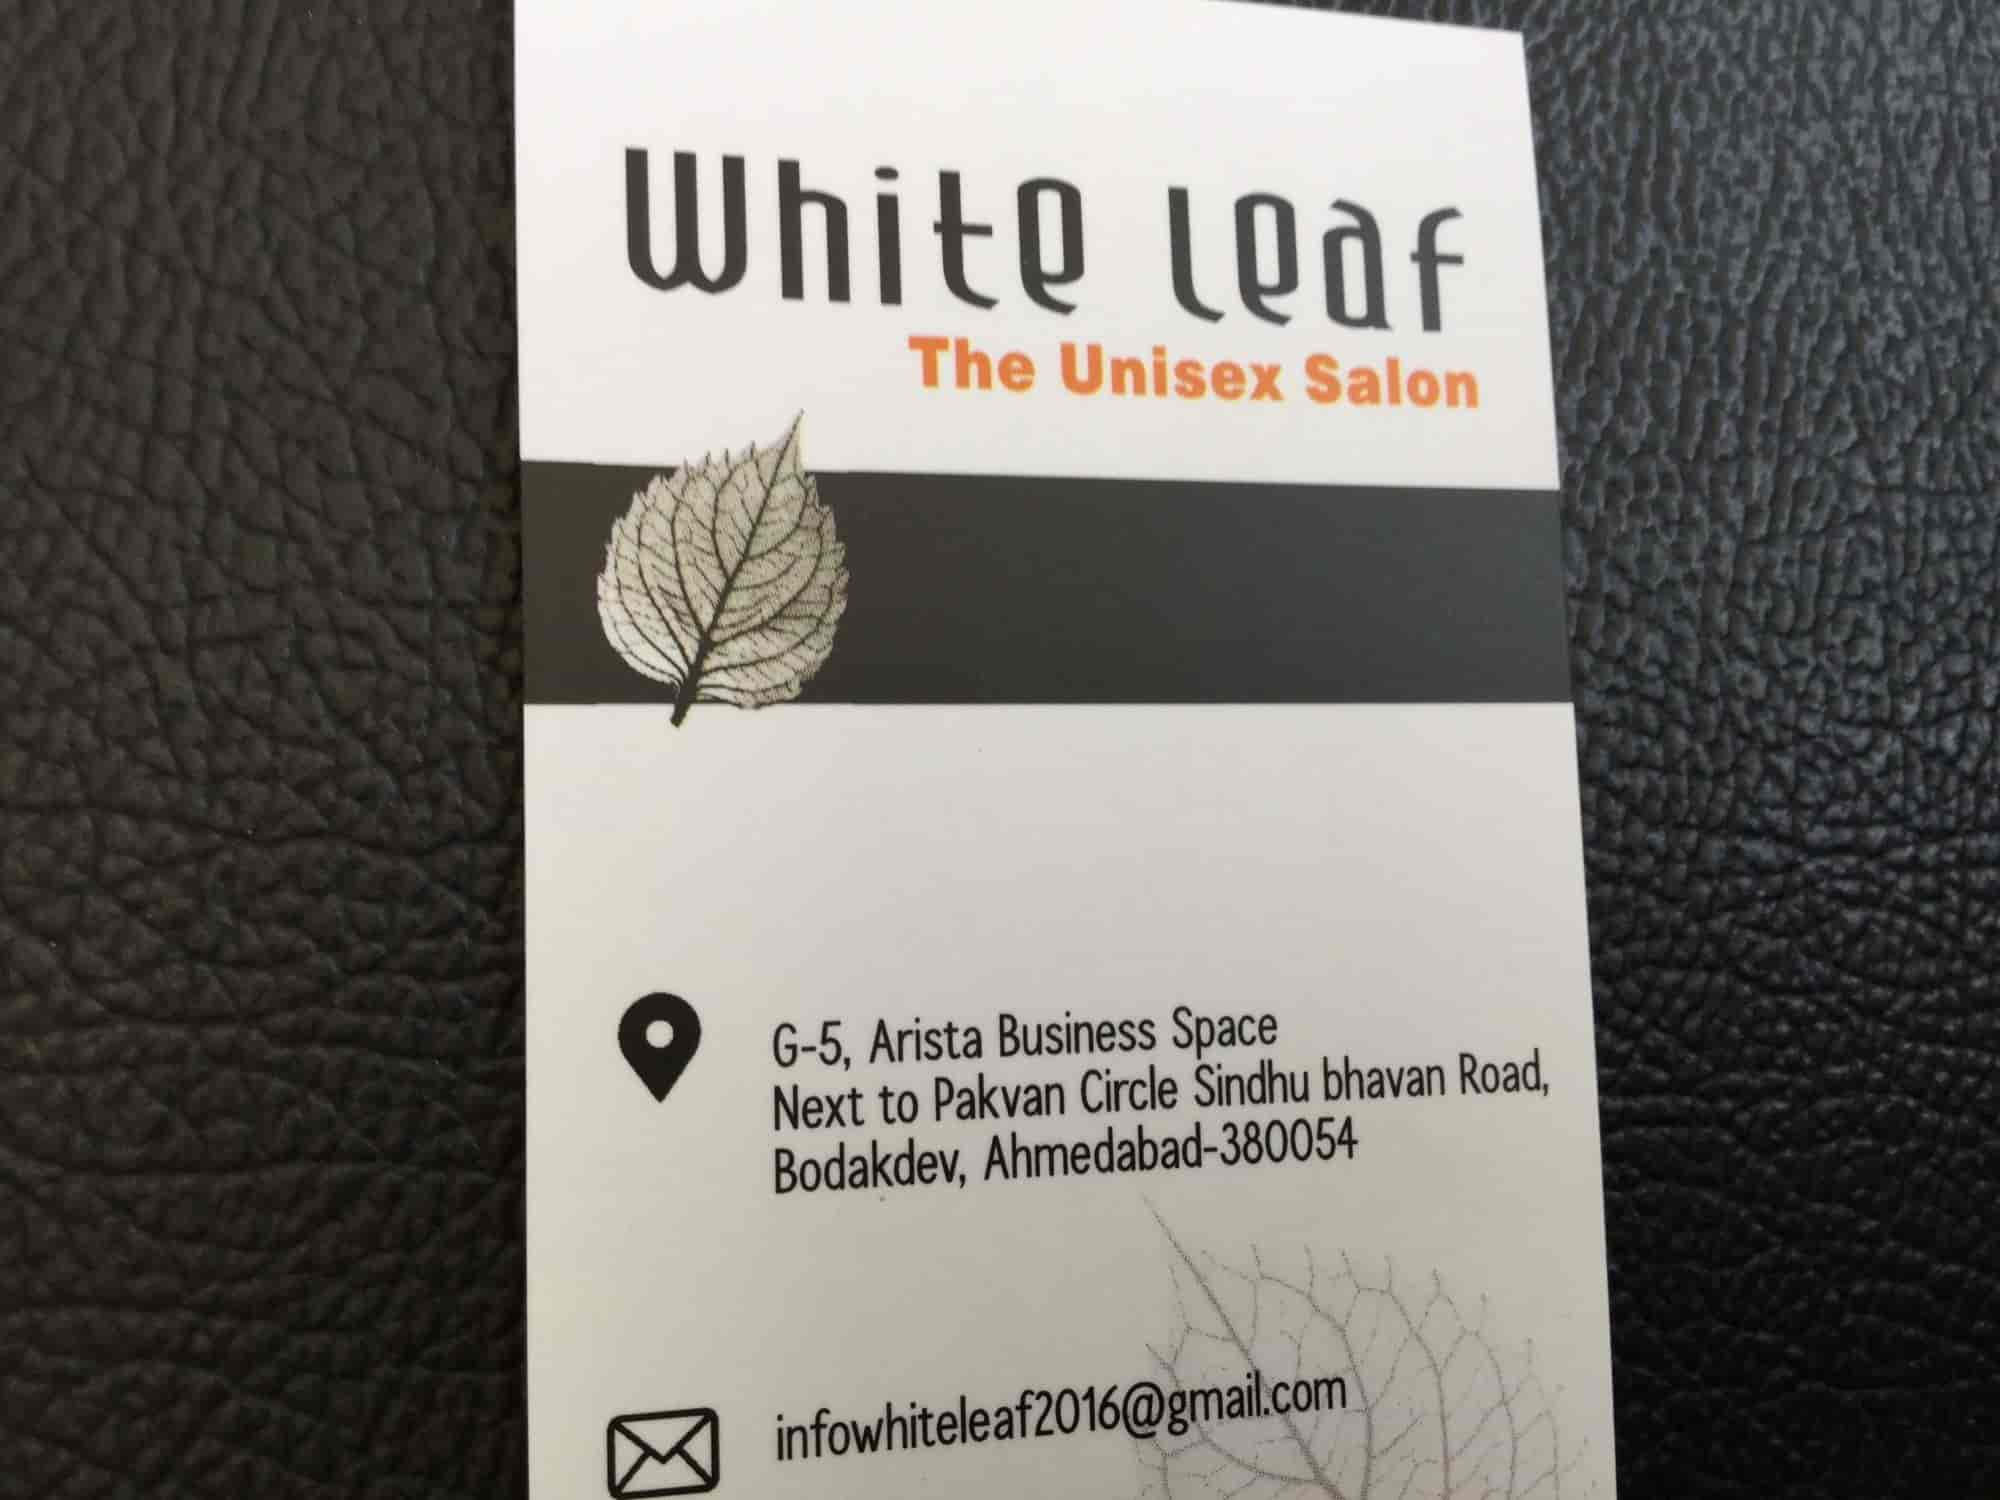 White leaf
The Unisex Salon
G-5, Arista Business Space
Next to Pakvan Circle Sindhu bhavan Road,
Bodakdev, Ahmedabad-380054
infowhiteleaf2016@gmail.com